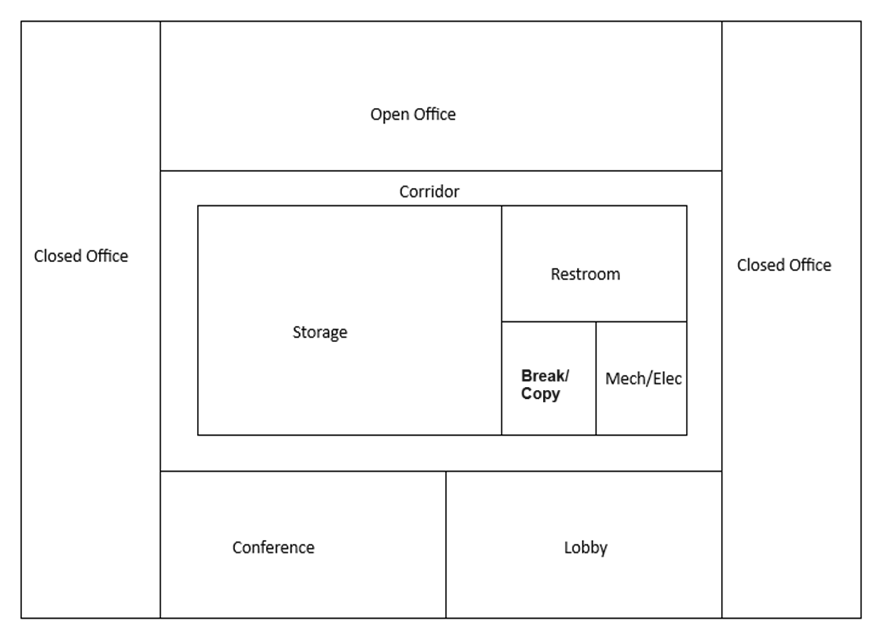 Open Office
Corridor
Closed Office
Closed Office
Restroom
Storage
Break/
Copy
Mech/Elec
Conference
Lobby